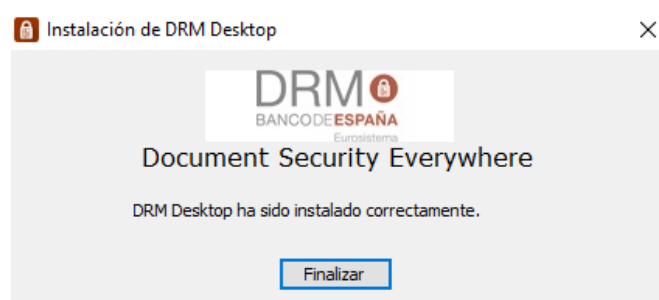 Instalación de DRM Desktop
DRM
BANCODEESPAÑA
Eurosistema
Document Security Everywhere
DRM Desktop ha sido instalado correctamente.
Finalizar